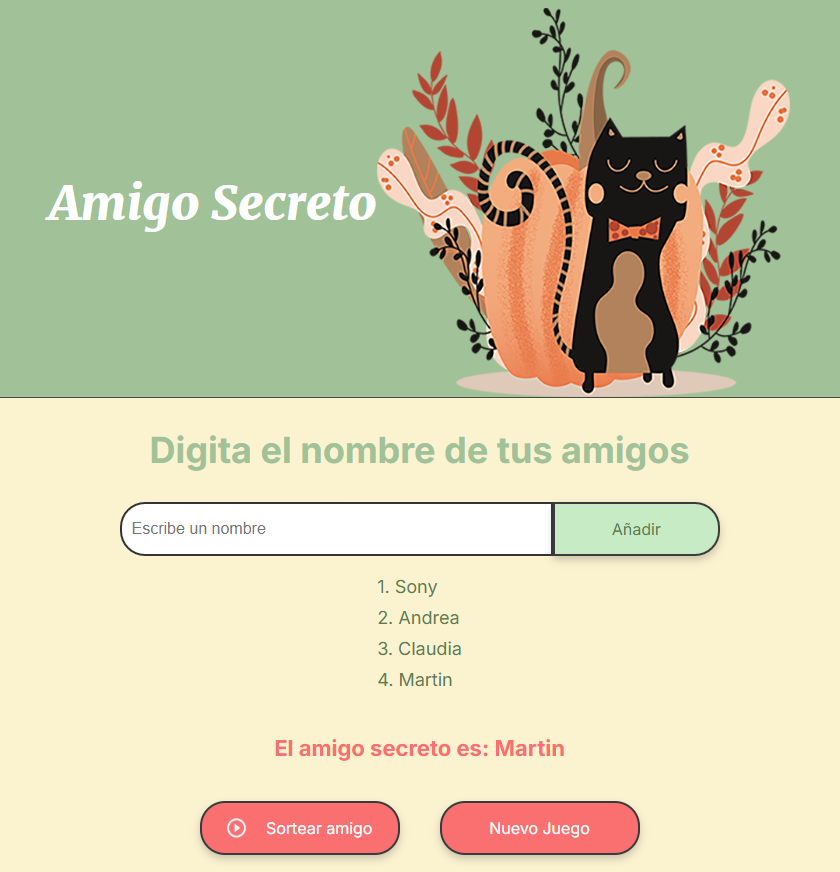 Amigo Secreto
Digita el nombre de tus amigos
Escribe un nombre
Añadir
1. Sony
2. Andrea
3. Claudia
4. Martin
El amigo secreto es: Martin
Sortear amigo
Nuevo Juego